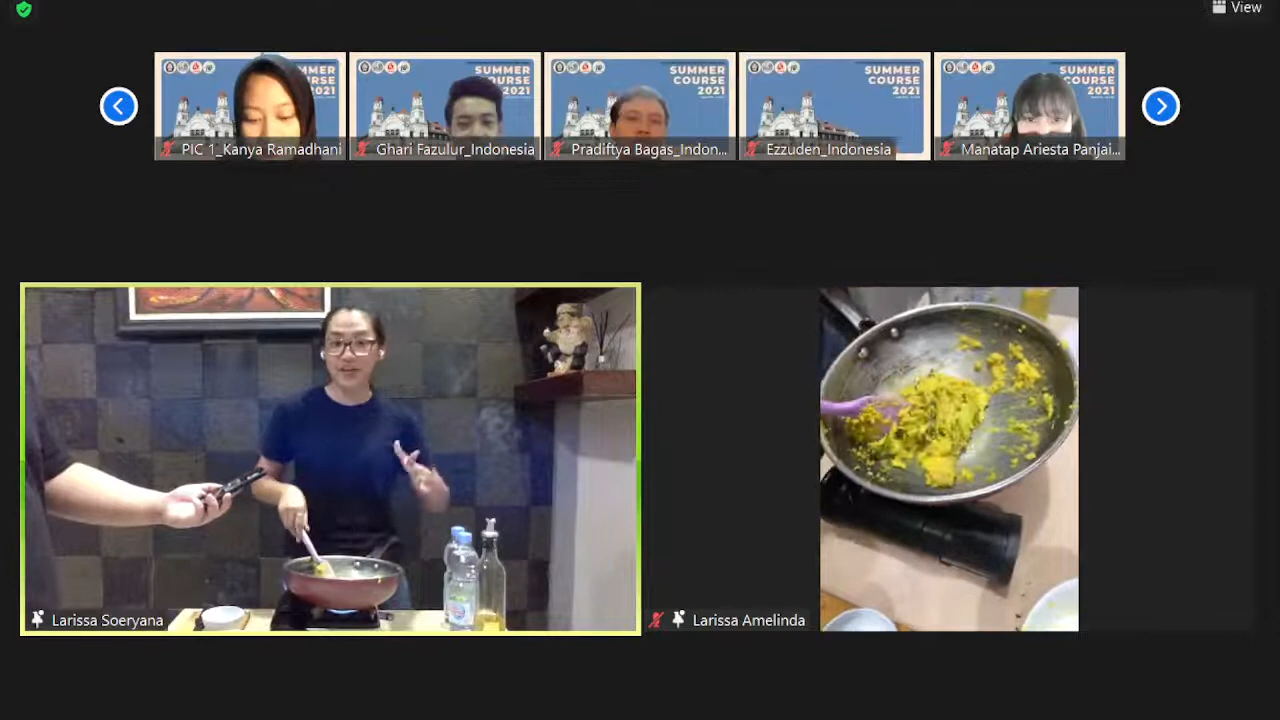 View
SUMMER
COURSE
2021
PIC 1_Kanya Ramadhani
SUMMER
COURSE
2021
Ghari Fazulur_Indonesia
SUMMER
COURSE
2021
Pradiftya Bagas_Indon...
SUMMER
COURSE
2021
Ezzuden_Indonesia
SUMMER
COURSE
2021
Manatap Ariesta Panjai...
Larissa Soeryana
Larissa Amelinda